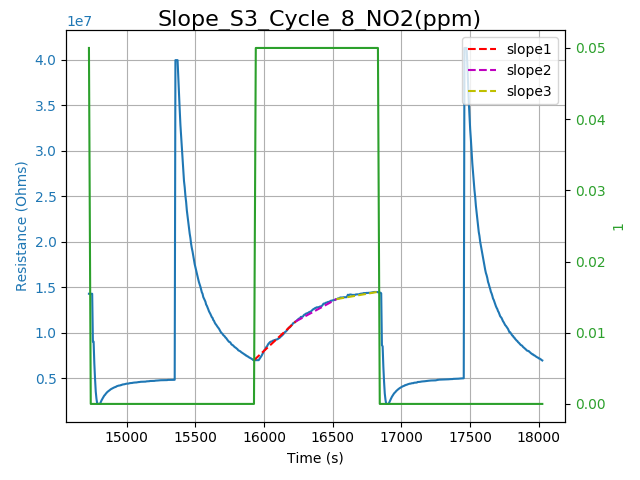 Slope_S3_Cycle_8_NO2(ppm)
1e7
slope1
slope2
slope3
4.0
3.5
3.0
2.5
2.0
1.5
1.0
0.5
Resistance (Ohms)
0.05
0.04
0.03
0.02
0.01
0.00
1
15000 15500 16000 16500 17000 17500 18000
Time (s)